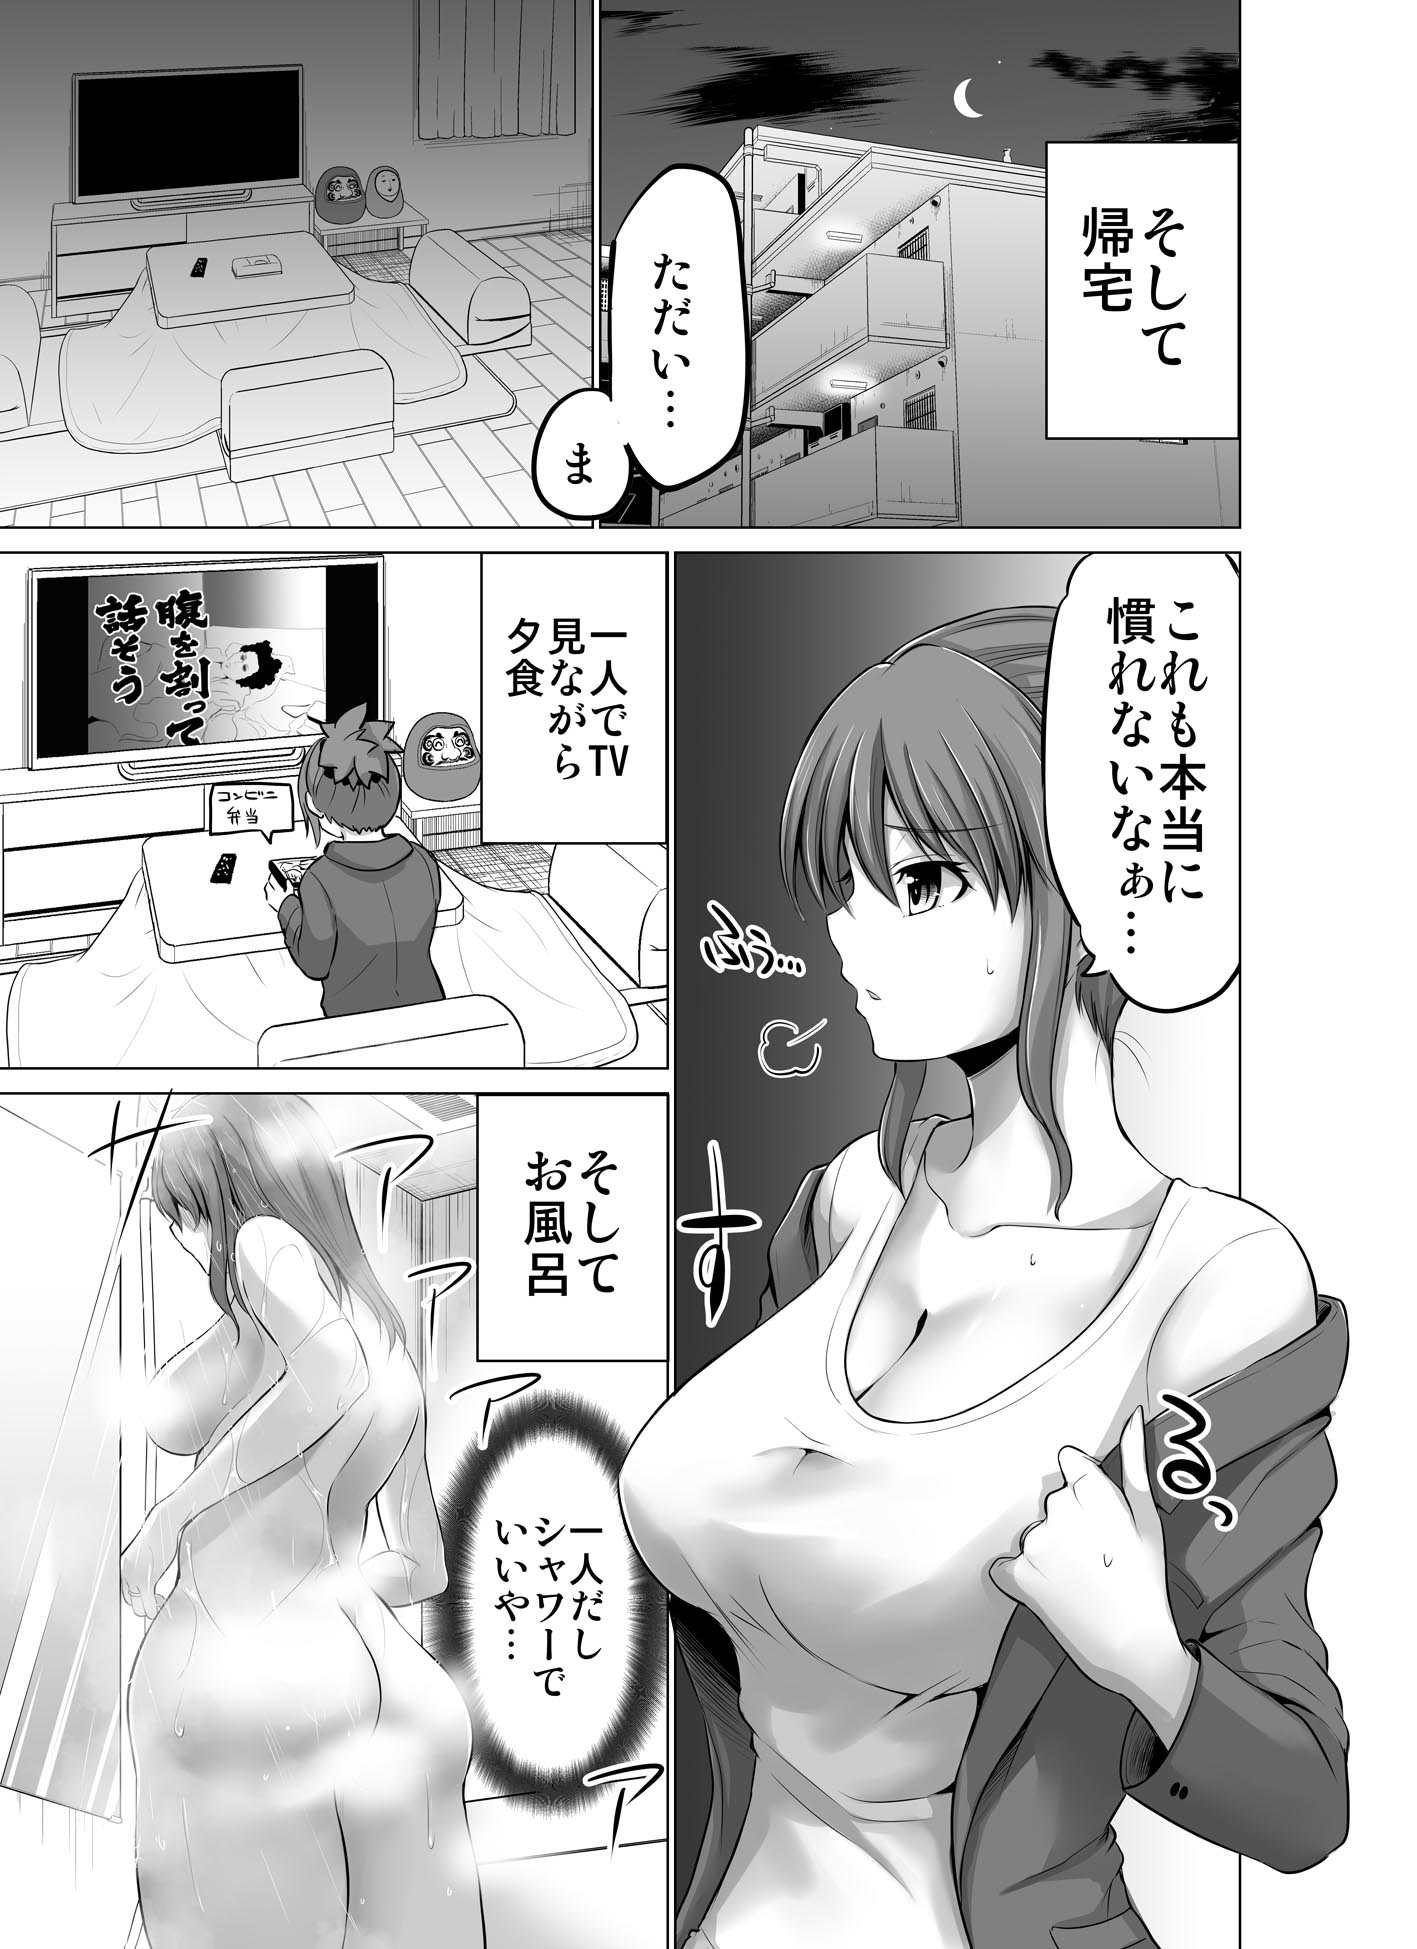 そして
帰宅
ただい…
ま
これも本当に
慣れないなぁ…
ふぅ…
する、
一人でTV
見ながら
夕食
腹を割って
話そう
コンビニ
弁当
そして
お風呂
シャアアアア
一人だし
シャワーで
いいや…